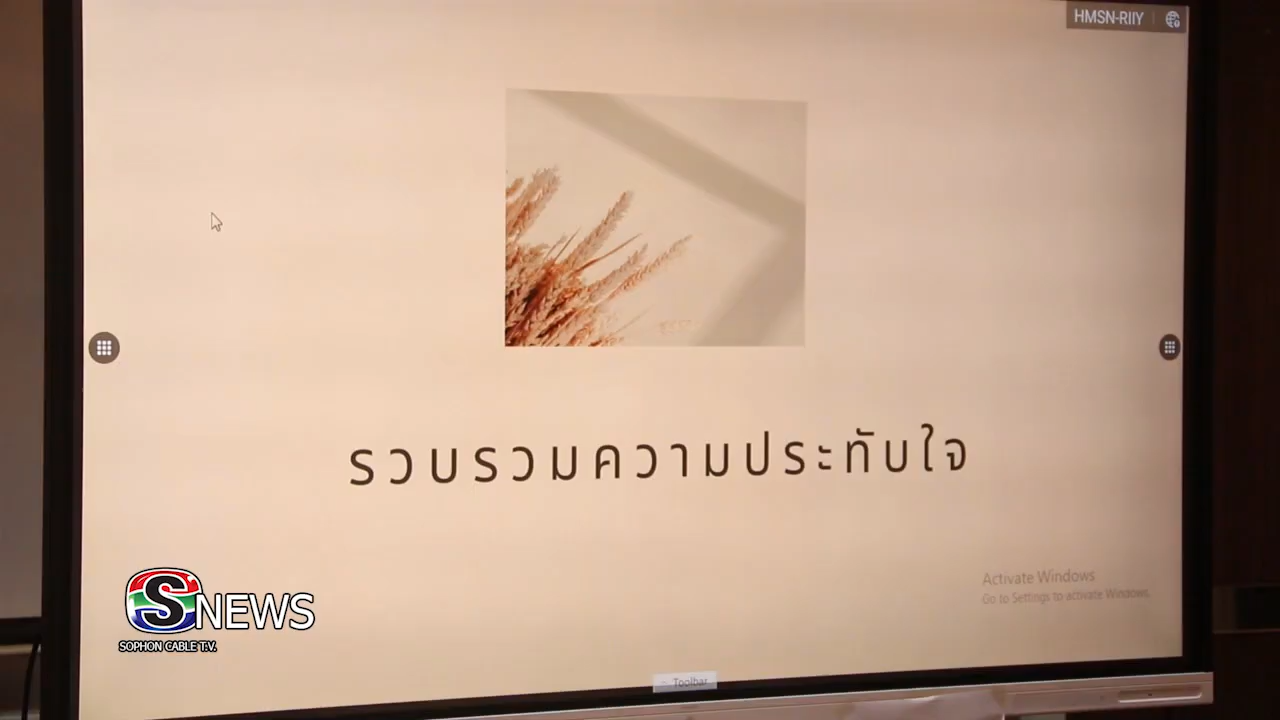 HMSN-RIIY
รวบรวมความประทับใจ
Activate Windows
Go to Settings to activate Windows.
S NEWS
SOPHON CABLE T.V.
Toolbar